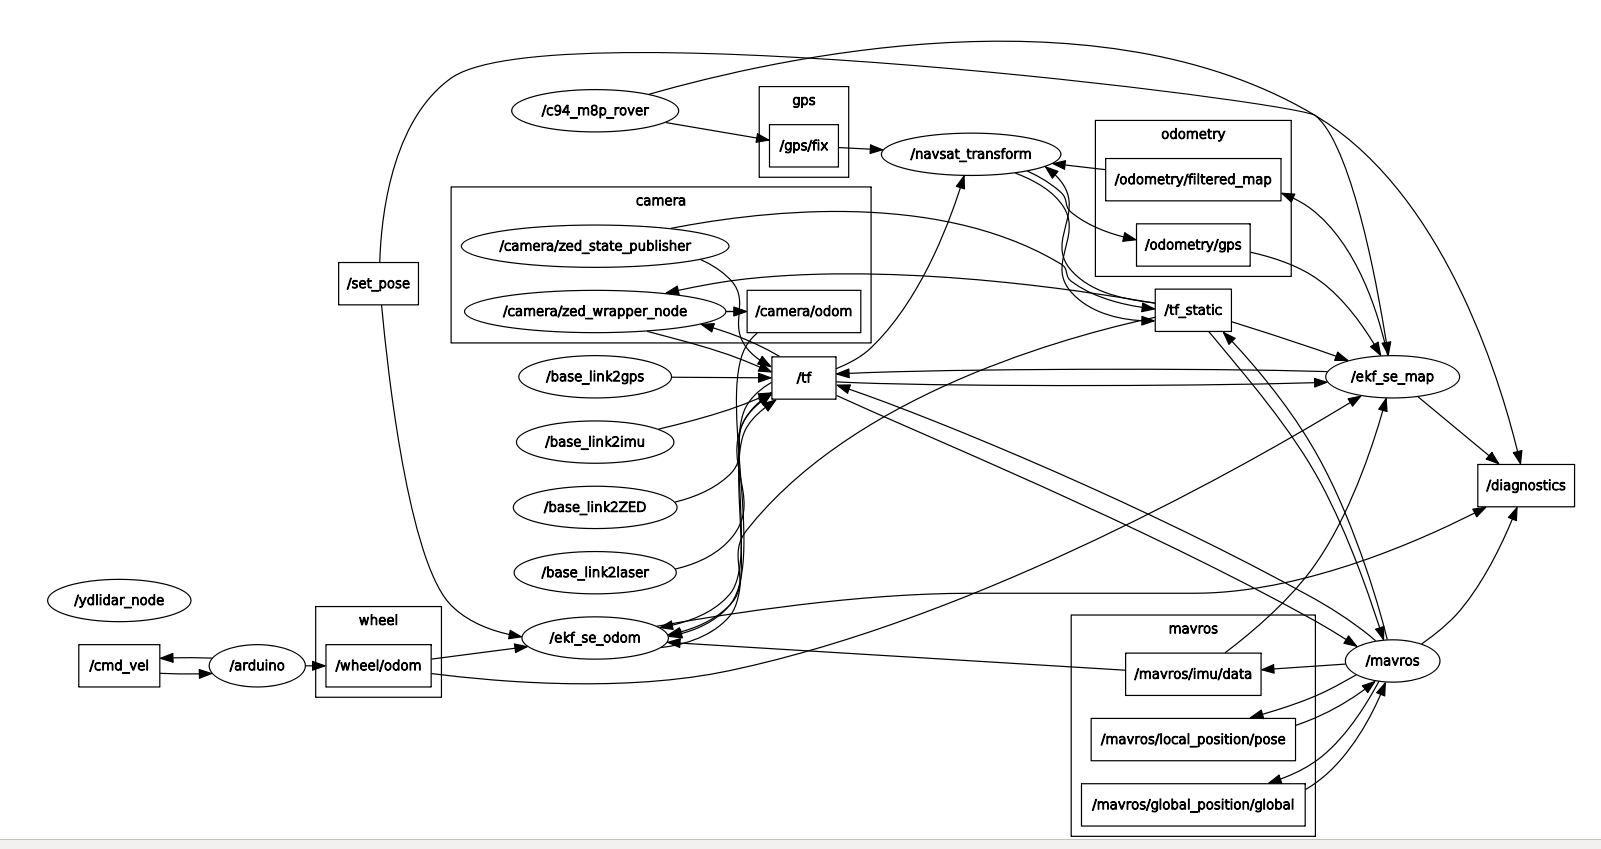 gps
/c94_m8p_rover
/gps/fix
odometry
/navsat_transform
/odometry/filtered_map
camera
/camera/zed_state_publisher
/odometry/gps
/set_pose
/camera/zed_wrapper_node
/camera/odom
/tf_static
/base_link2gps
/tf
/ekf_se_map
/base_link2imu
/diagnostics
/base_link2ZED
/base_link2laser
/ydlidar_node
wheel
/ekf_se_odom
mavros
/cmd_vel
/arduino
/wheel/odom
/mavros/imu/data
/mavros
/mavros/local_position/pose
/mavros/global_position/global